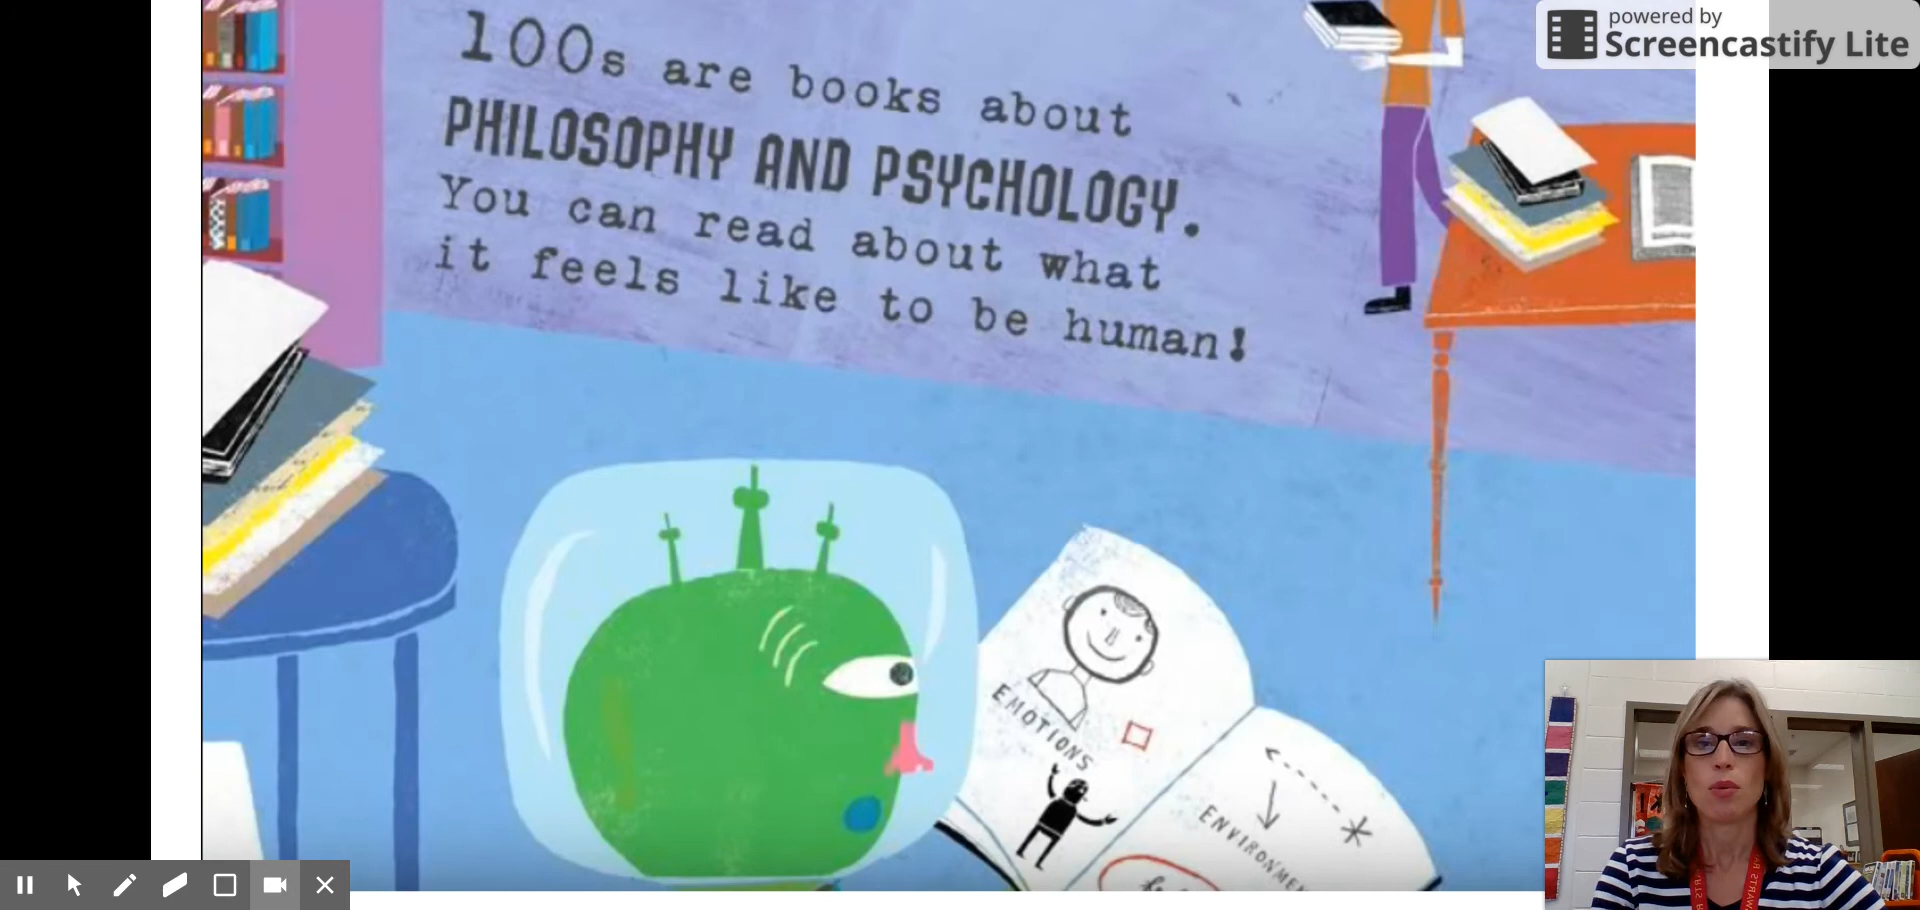 powered by
Screencastify Lite
100s are books about
PHILOSOPHY AND PSYCHOLOGY.
You can read about what
it feels like to be human!
EMOTIONS